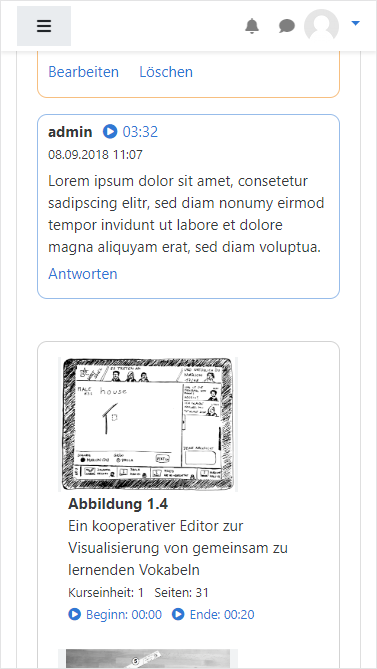 Bearbeiten Löschen
admin 03:32
08.09.2018 11:07
Lorem ipsum dolor sit amet, consetetur
sadipscing elitr, sed diam nonumy eirmod
tempor invidunt ut labore et dolore
magna aliquyam erat, sed diam voluptua.
Antworten
house
Abbildung 1.4
Ein kooperativer Editor zur
Visualisierung von gemeinsam zu
lernenden Vokabeln
Kurseinheit: 1 Seiten: 31
Beginn: 00:00 Ende: 00:20